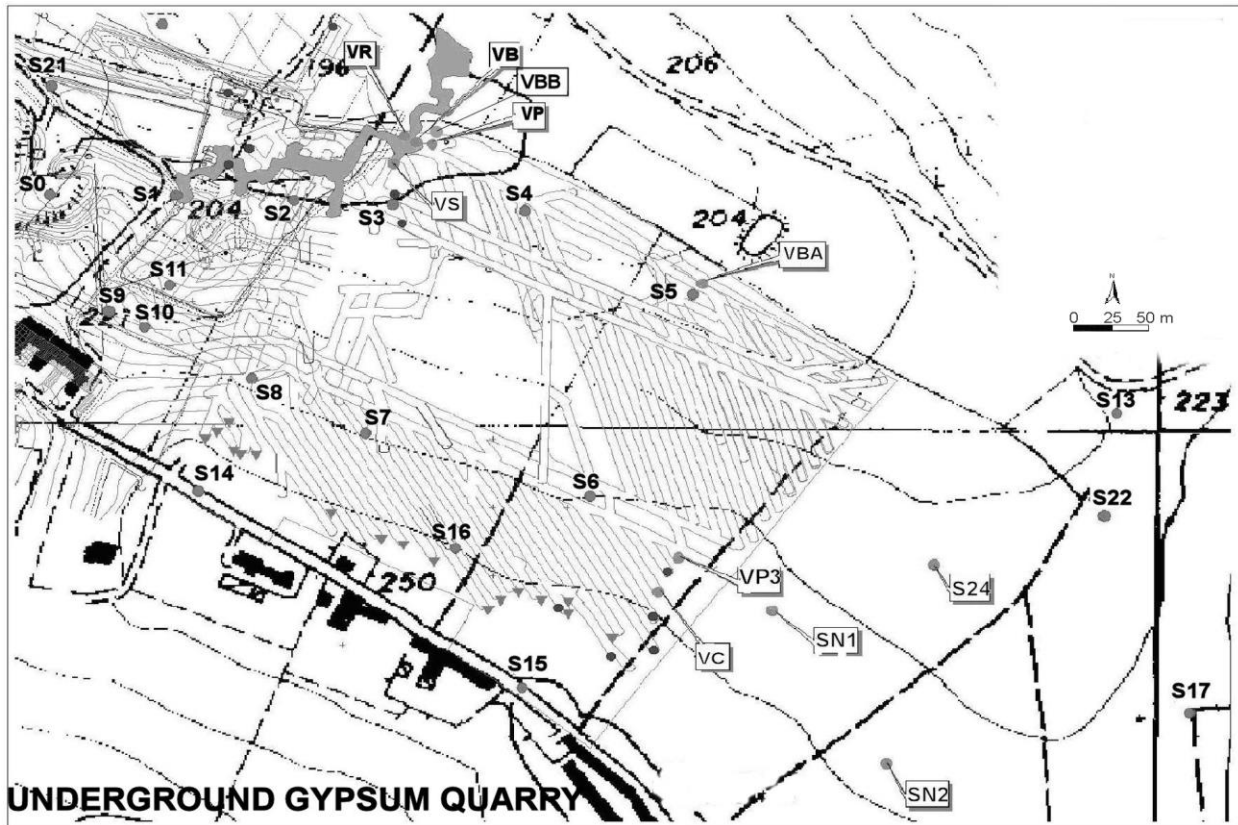 VR
VB
VBB
VP
196
206
S21
S0
S1
204
S2
S3
VS
S4
204
VBA
S5
S11
S9
S10
N
0 25 50 m
S8
S7
S13
223
S14
S6
S22
S16
250
VP3
S24
SN1
VC
S15
S17
SN2
UNDERGROUND GYPSUM QUARRY